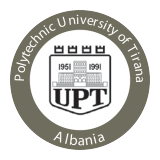 Polytechnic University of Tirana
1951 1991
UPT
Albania